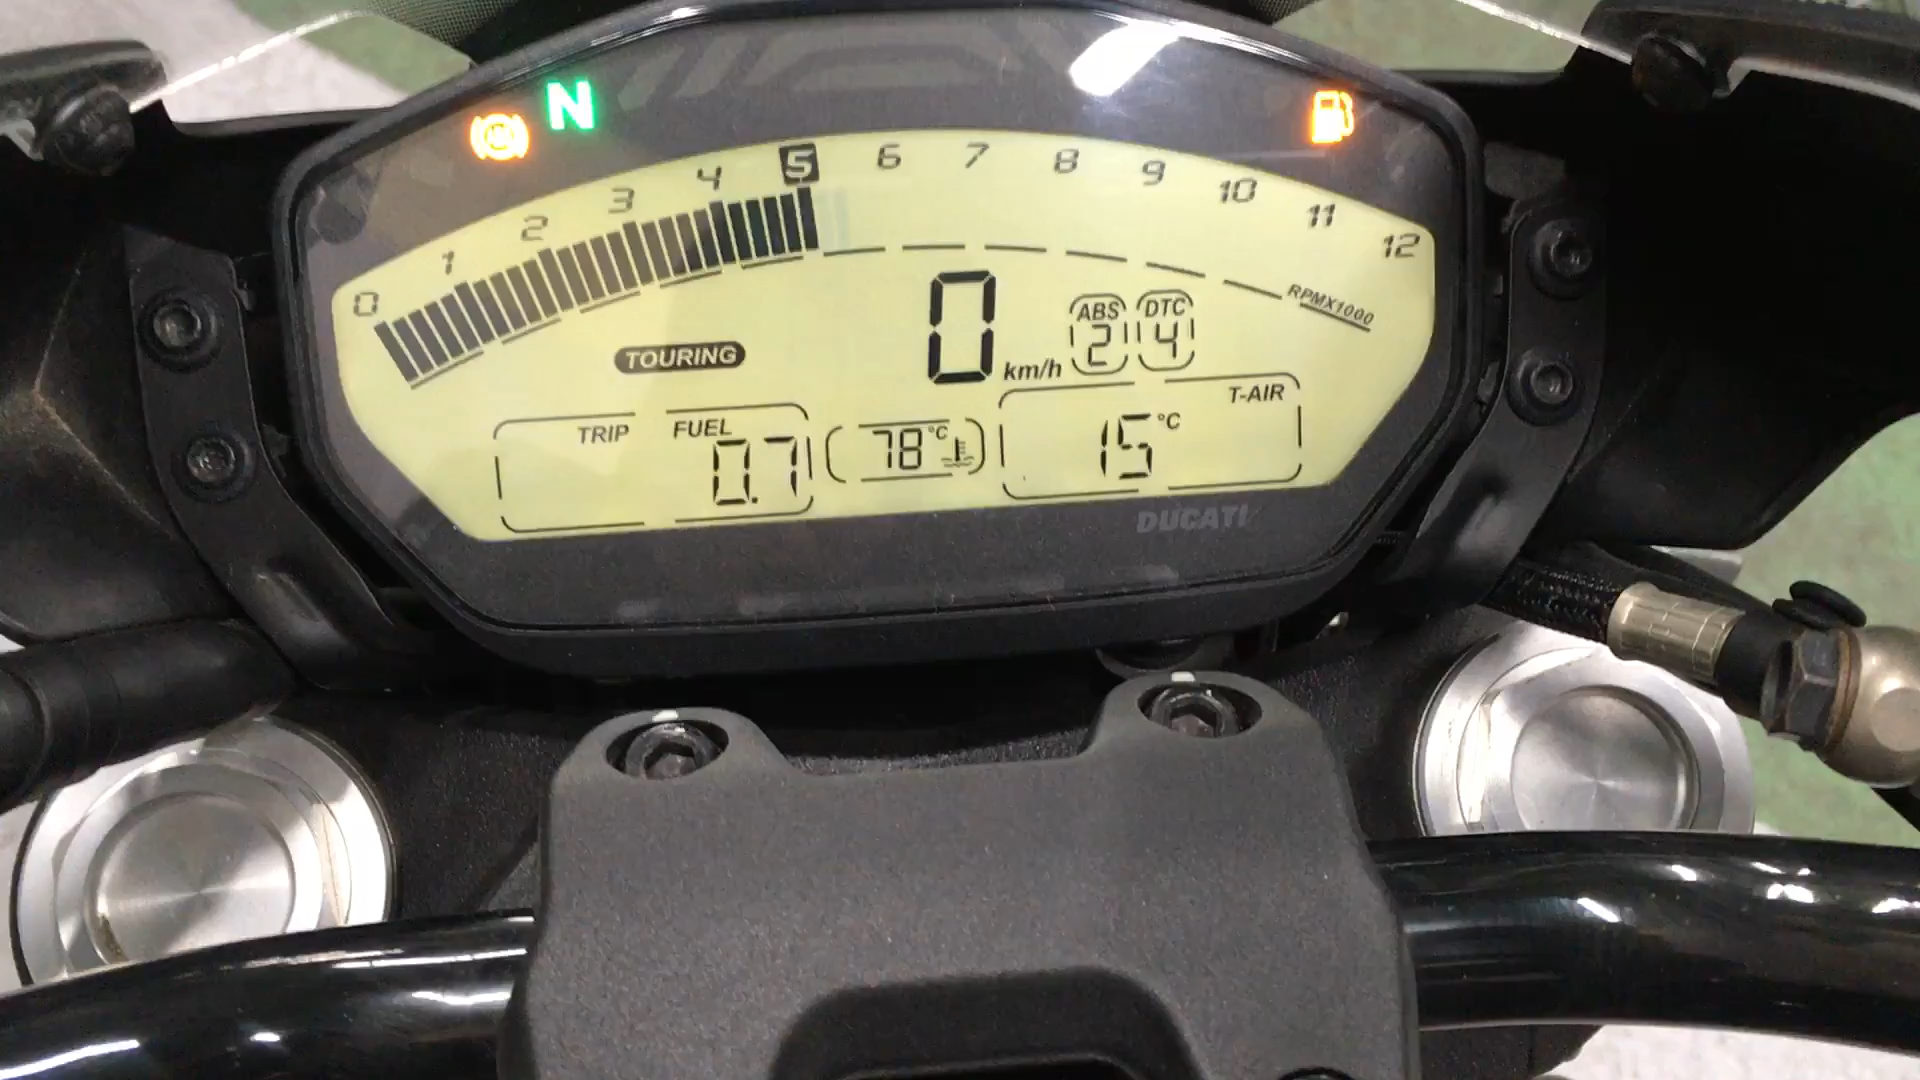 N
0 1 2 3 4 5 6 7 8 9 10 11 12
RPMX1000
TOURING
0 km/h
ABS 2
DTC 4
TRIP FUEL
0.7
78°C
T-AIR
15°C
DUCATI